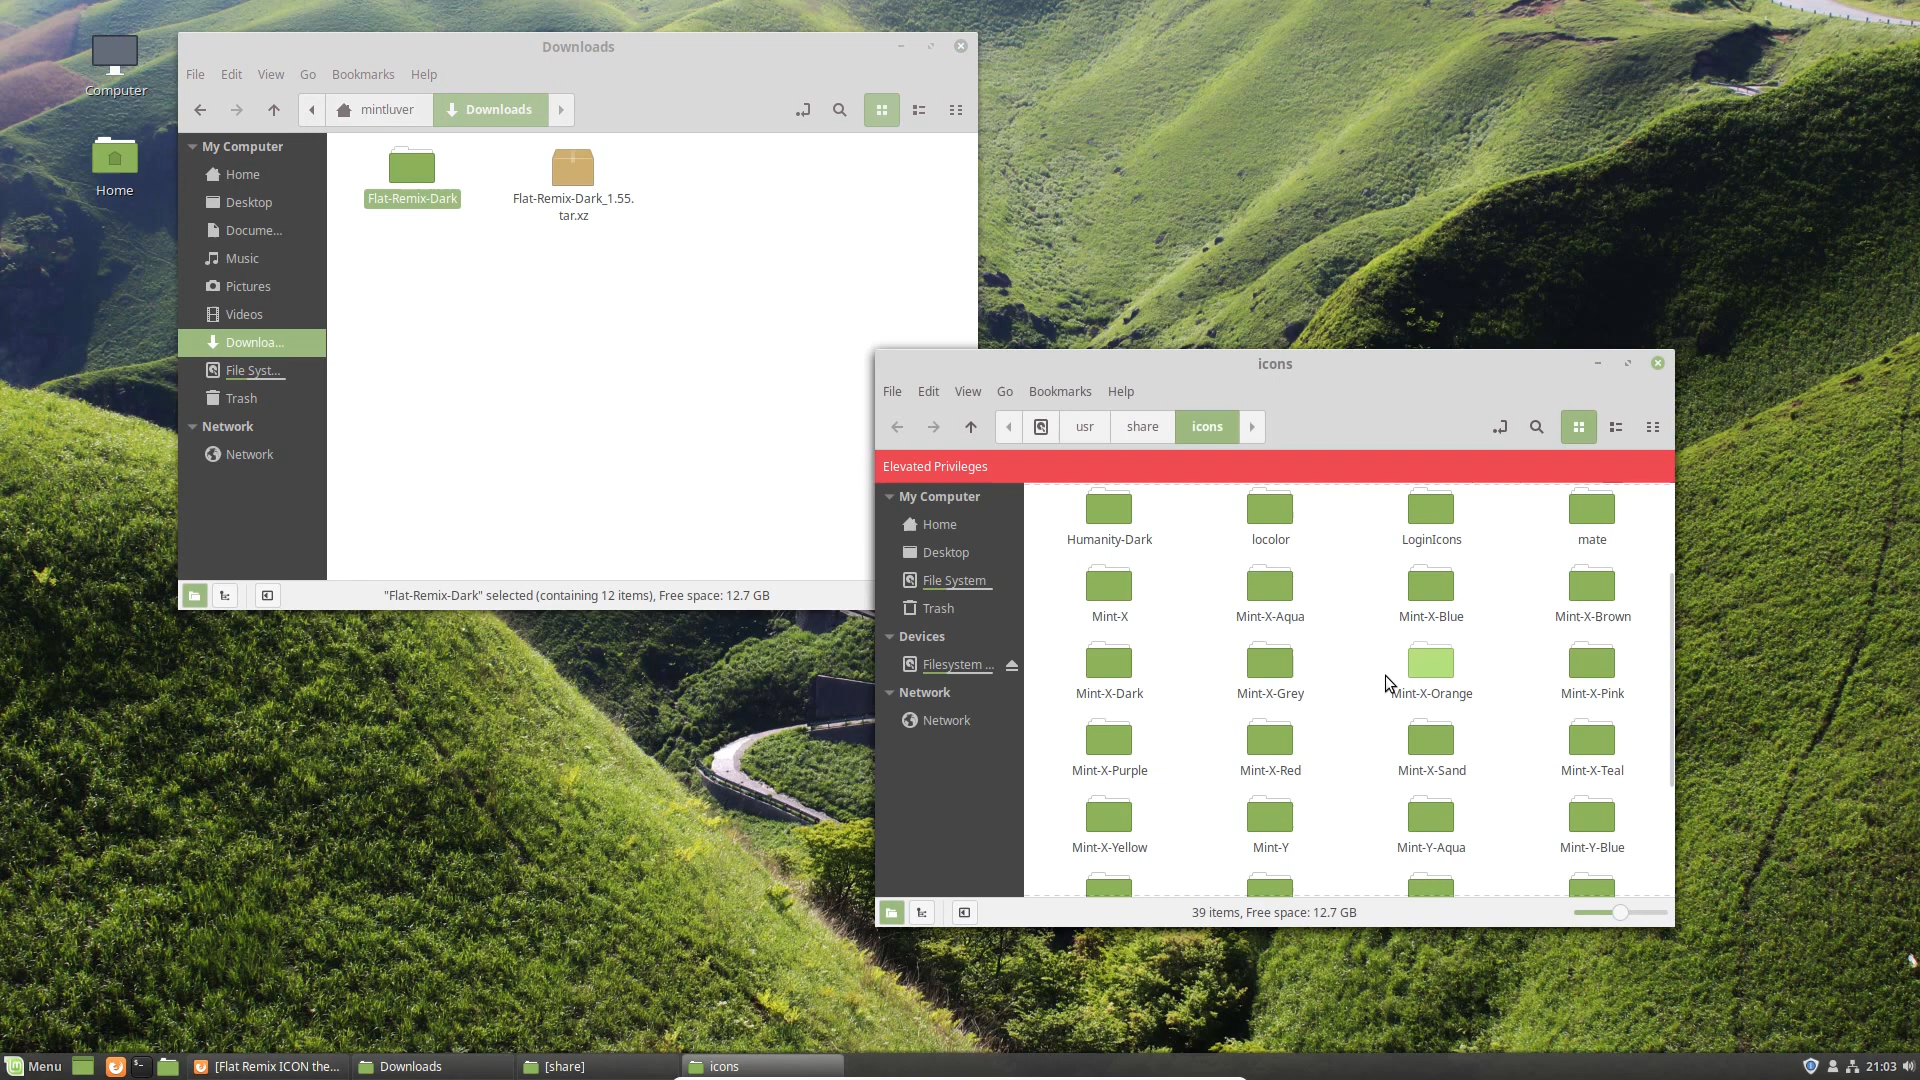 Computer
Home
Downloads
File Edit View Go Bookmarks Help
mintluver Downloads
My Computer
Home
Desktop
Docume...
Music
Pictures
Videos
Downloa...
File Syst...
Trash
Network
Network
Flat-Remix-Dark
Flat-Remix-Dark_1.55.
tar.xz
"Flat-Remix-Dark" selected (containing 12 items), Free space: 12.7 GB
icons
File Edit View Go Bookmarks Help
usr share icons
Elevated Privileges
My Computer
Home
Desktop
File System
Trash
Devices
Filesystem ...
Network
Network
Humanity-Dark locolor LoginIcons mate
Mint-X Mint-X-Aqua Mint-X-Blue Mint-X-Brown
Mint-X-Dark Mint-X-Grey Mint-X-Orange Mint-X-Pink
Mint-X-Purple Mint-X-Red Mint-X-Sand Mint-X-Teal
Mint-X-Yellow Mint-Y Mint-Y-Aqua Mint-Y-Blue
39 items, Free space: 12.7 GB
Menu [Flat Remix ICON the... Downloads [share] icons 21:03